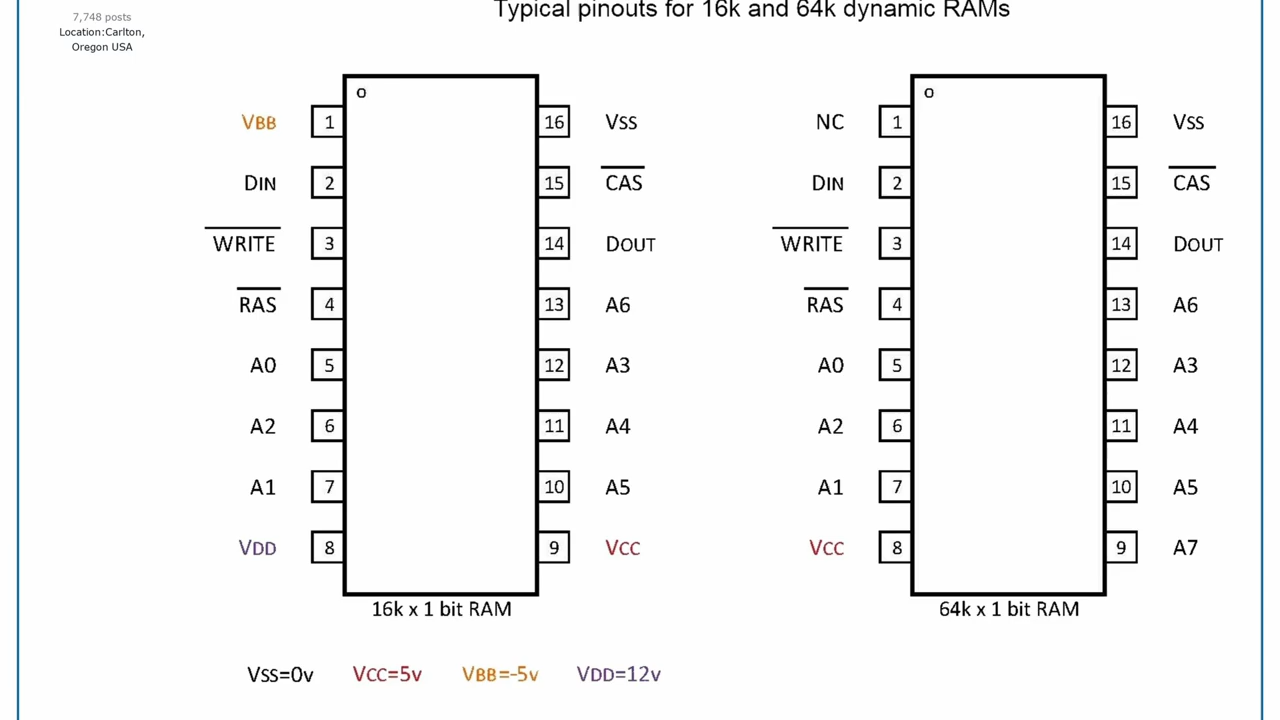 7,748 posts
Location:Carlton,
Oregon USA
Typical pinouts for 16k and 64k dynamic RAMs
o
VBB 1 16 VSS
DIN 2 15 CAS
WRITE 3 14 DOUT
RAS 4 13 A6
A0 5 12 A3
A2 6 11 A4
A1 7 10 A5
VDD 8 9 VCC
16k x 1 bit RAM
o
NC 1 16 VSS
DIN 2 15 CAS
WRITE 3 14 DOUT
RAS 4 13 A6
A0 5 12 A3
A2 6 11 A4
A1 7 10 A5
VCC 8 9 A7
64k x 1 bit RAM
VSS=0v VCC=5v VBB=-5v VDD=12v